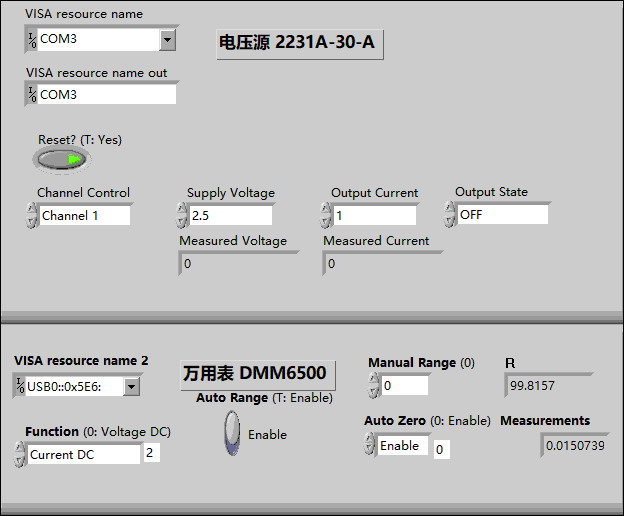 VISA resource name
COM3
电压源 2231A-30-A
VISA resource name out
COM3
Reset? (T: Yes)
Channel Control
Supply Voltage
Output Current
Output State
Channel 1
2.5
1
OFF
Measured Voltage
Measured Current
0
0
VISA resource name 2
USB0::0x5E6:
万用表 DMM6500
Manual Range (0)
0
R
99.8157
Auto Range (T: Enable)
Enable
Function (0: Voltage DC)
Current DC
2
Auto Zero (0: Enable)
Enable
0
Measurements
0.0150739